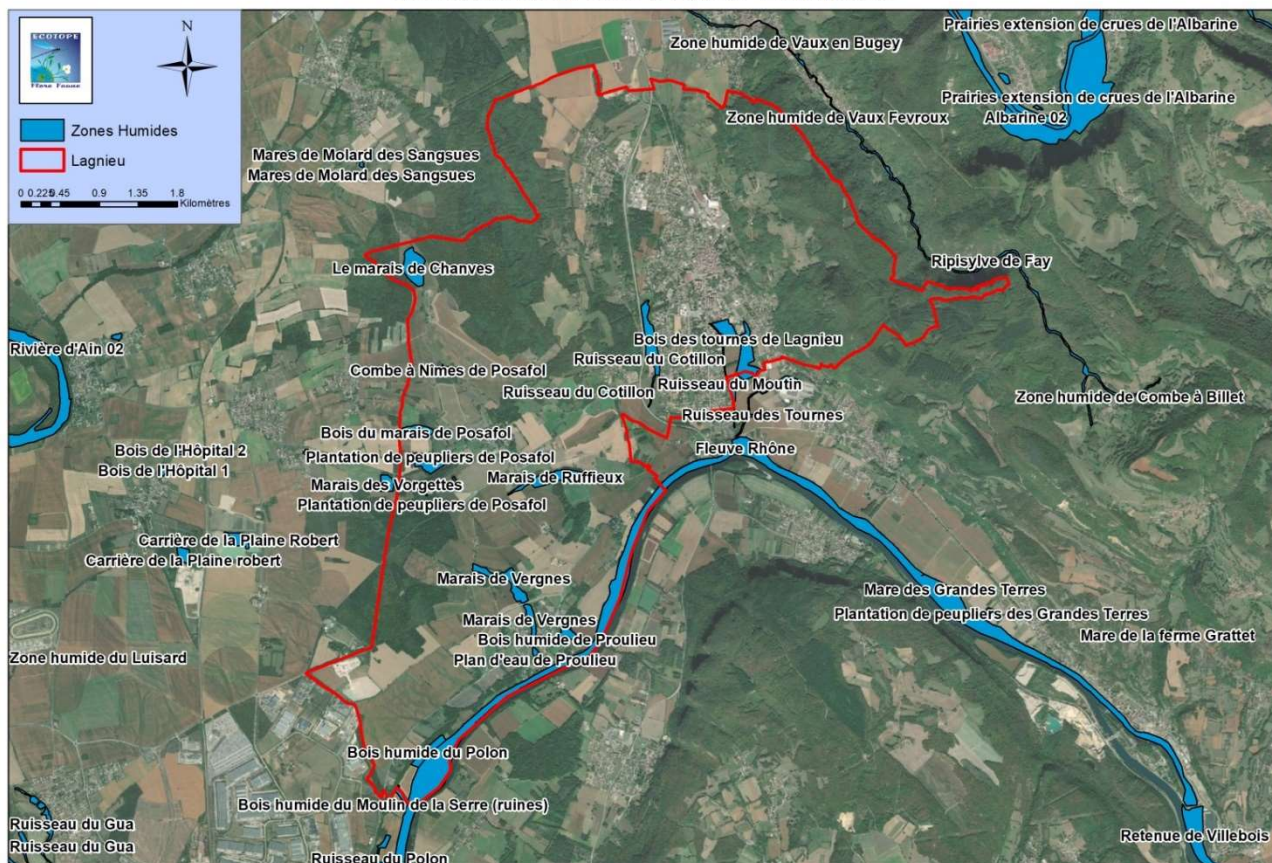 ECOTOPE
Flore Faune
N
Zones Humides
Lagnieu
0 0.225 0.45 0.9 1.35 1.8
Kilomètres
Prairies extension de crues de l'Albarine
Zone humide de Vaux en Bugey
Prairies extension de crues de l'Albarine
Zone humide de Vaux Fevroux
Albarine 02
Mares de Molard des Sangsues
Mares de Molard des Sangsues
Le marais de Chanves
Ripisylve de Fay
Rivière d'Ain 02
Bois des tournes de Lagnieu
Ruisseau du Cotillon
Combe à Nimes de Posafol
Ruisseau du Cotillon
Ruisseau du Moutin
Zone humide de Combe à Billet
Ruisseau des Tournes
Bois du marais de Posafol
Bois de l'Hôpital 2
Fleuve Rhône
Plantation de peupliers de Posafol
Bois de l'Hôpital 1
Marais des Vorgettes
Marais de Ruffieux
Plantation de peupliers de Posafol
Carrière de la Plaine Robert
Carrière de la Plaine robert
Marais de Vergnes
Mare des Grandes Terres
Plantation de peupliers des Grandes Terres
Marais de Vergnes
Mare de la ferme Grattet
Bois humide de Proulieu
Zone humide du Luisard
Plan d'eau de Proulieu
Bois humide du Polon
Bois humide du Moulin de la Serre (ruines)
Ruisseau du Gua
Ruisseau du Gua
Retenue de Villebois
Ruisseau du Polon